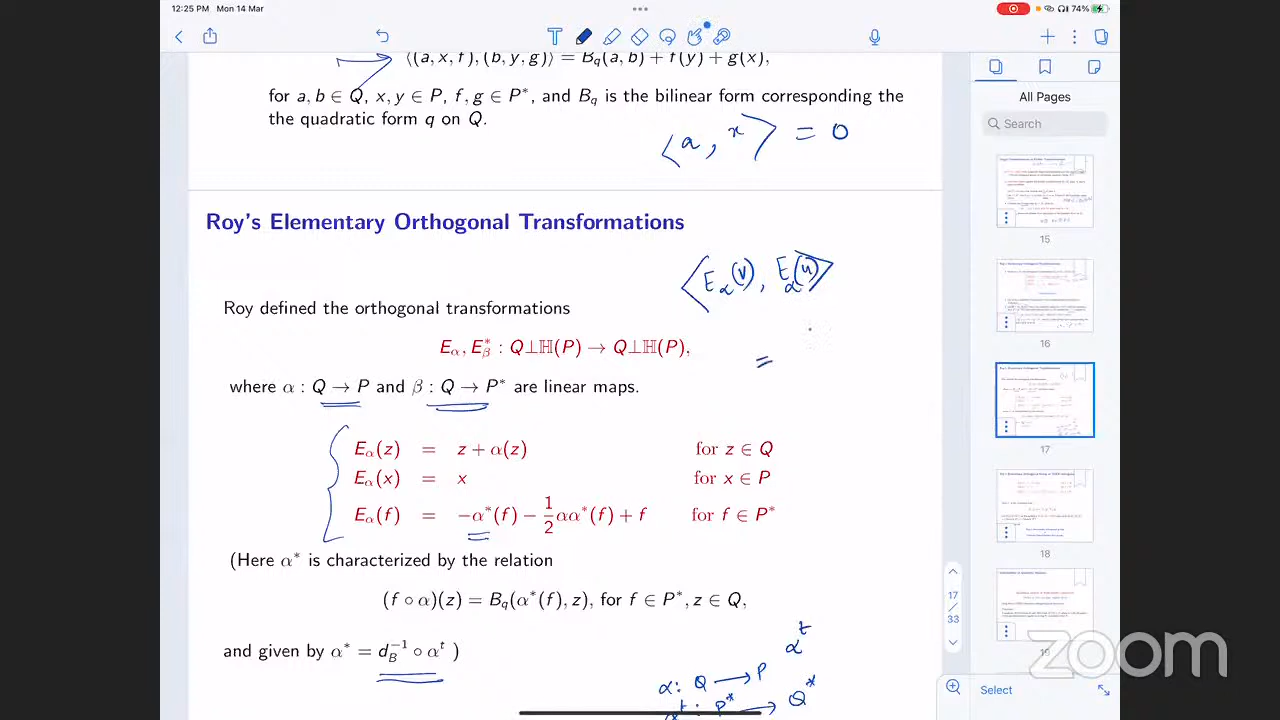 12:25 PM Mon 14 Mar
74%
⟨(a, x, f), (b, y, g)⟩ = B_q(a, b) + f(y) + g(x),
for a, b ∈ Q, x, y ∈ P, f, g ∈ P*, and B_q is the bilinear form corresponding the
the quadratic form q on Q.
⟨a, x⟩ = 0
Roy's Elementary Orthogonal Transformations
⟨E_α(v), E_α(u)⟩
Roy defined the orthogonal transformations
E_α, E*_β : Q⊥ℍ(P) → Q⊥ℍ(P),
=
where α : Q → P and β : Q → P* are linear maps.
E_α(z) = z + α(z) for z ∈ Q
E_α(x) = x for x ∈ P
E_α(f) = −α*(f) − 1/2 αα*(f) + f for f ∈ P*
(Here α* is characterized by the relation
(f ∘ α)(z) = B_q(α*(f), z), for f ∈ P*, z ∈ Q.
α^t
and given by α* = d_B^{-1} ∘ α^t )
α: Q → P
α^t : P* → Q*
All Pages
Search
15
16
17
18
19
17
/
33
Select
zoom